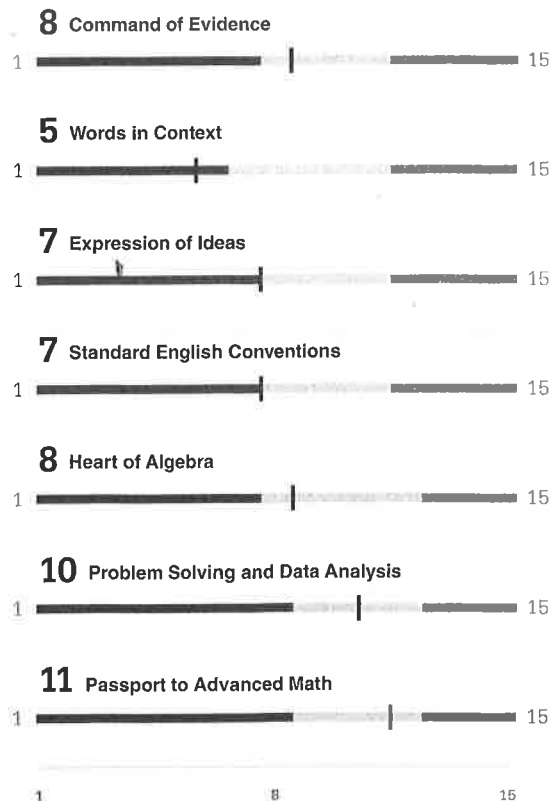 8 Command of Evidence
1 15
5 Words in Context
1 15
7 Expression of Ideas
1 15
7 Standard English Conventions
1 15
8 Heart of Algebra
1 15
10 Problem Solving and Data Analysis
1 15
11 Passport to Advanced Math
1 15
1 8 15